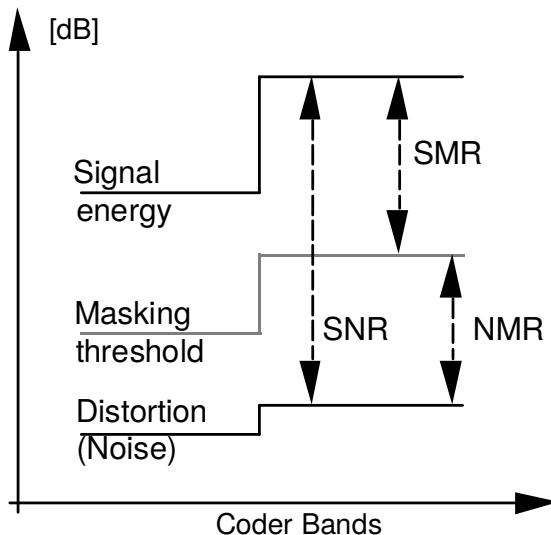 [dB]
SMR
Signal
energy
Masking
threshold
SNR
NMR
Distortion
(Noise)
Coder Bands